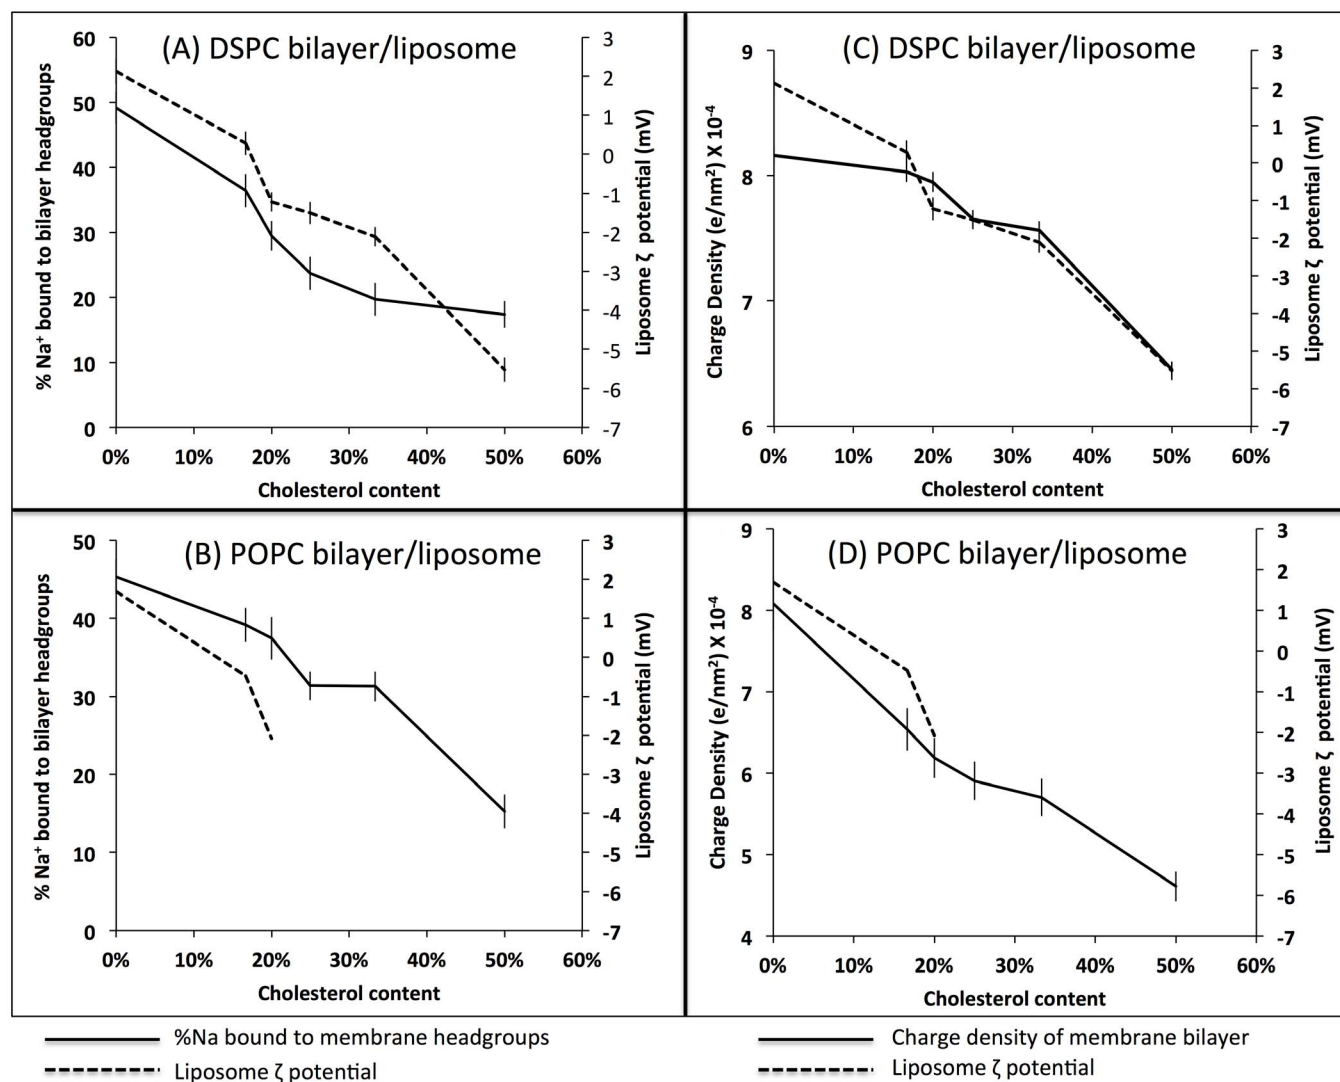 (A) DSPC bilayer/liposome
% Na⁺ bound to bilayer headgroups
60
50
40
30
20
10
0
Liposome ζ potential (mV)
3
2
1
0
-1
-2
-3
-4
-5
-6
-7
0% 10% 20% 30% 40% 50% 60%
Cholesterol content
(C) DSPC bilayer/liposome
Charge Density (e/nm²) X 10⁻⁴
9
8
7
6
Liposome ζ potential (mV)
3
2
1
0
-1
-2
-3
-4
-5
-6
-7
0% 10% 20% 30% 40% 50% 60%
Cholesterol content
(B) POPC bilayer/liposome
% Na⁺ bound to bilayer headgroups
50
40
30
20
10
0
Liposome ζ potential (mV)
3
2
1
0
-1
-2
-3
-4
-5
-6
-7
0% 10% 20% 30% 40% 50% 60%
Cholesterol content
(D) POPC bilayer/liposome
Charge Density (e/nm²) X 10⁻⁴
9
8
7
6
5
4
Liposome ζ potential (mV)
3
2
1
0
-1
-2
-3
-4
-5
-6
-7
0% 10% 20% 30% 40% 50% 60%
Cholesterol content
%Na bound to membrane headgroups
Liposome ζ potential
Charge density of membrane bilayer
Liposome ζ potential